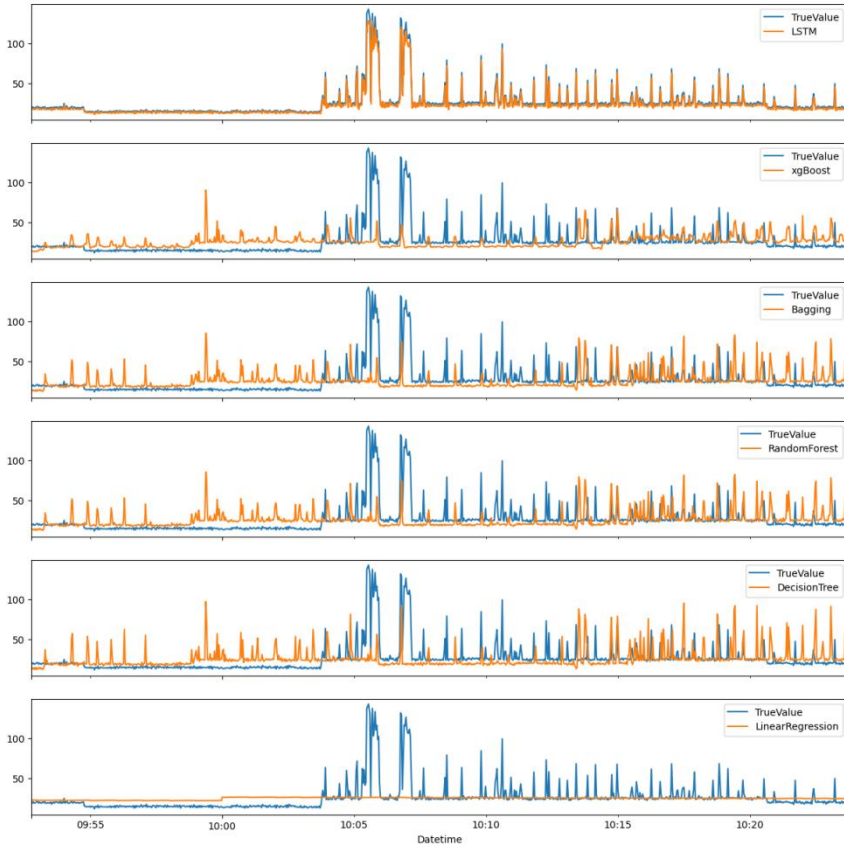 100
50
TrueValue
LSTM
100
50
TrueValue
xgBoost
100
50
TrueValue
Bagging
100
50
TrueValue
RandomForest
100
50
TrueValue
DecisionTree
100
50
TrueValue
LinearRegression
09:55 10:00 10:05 10:10 10:15 10:20
Datetime